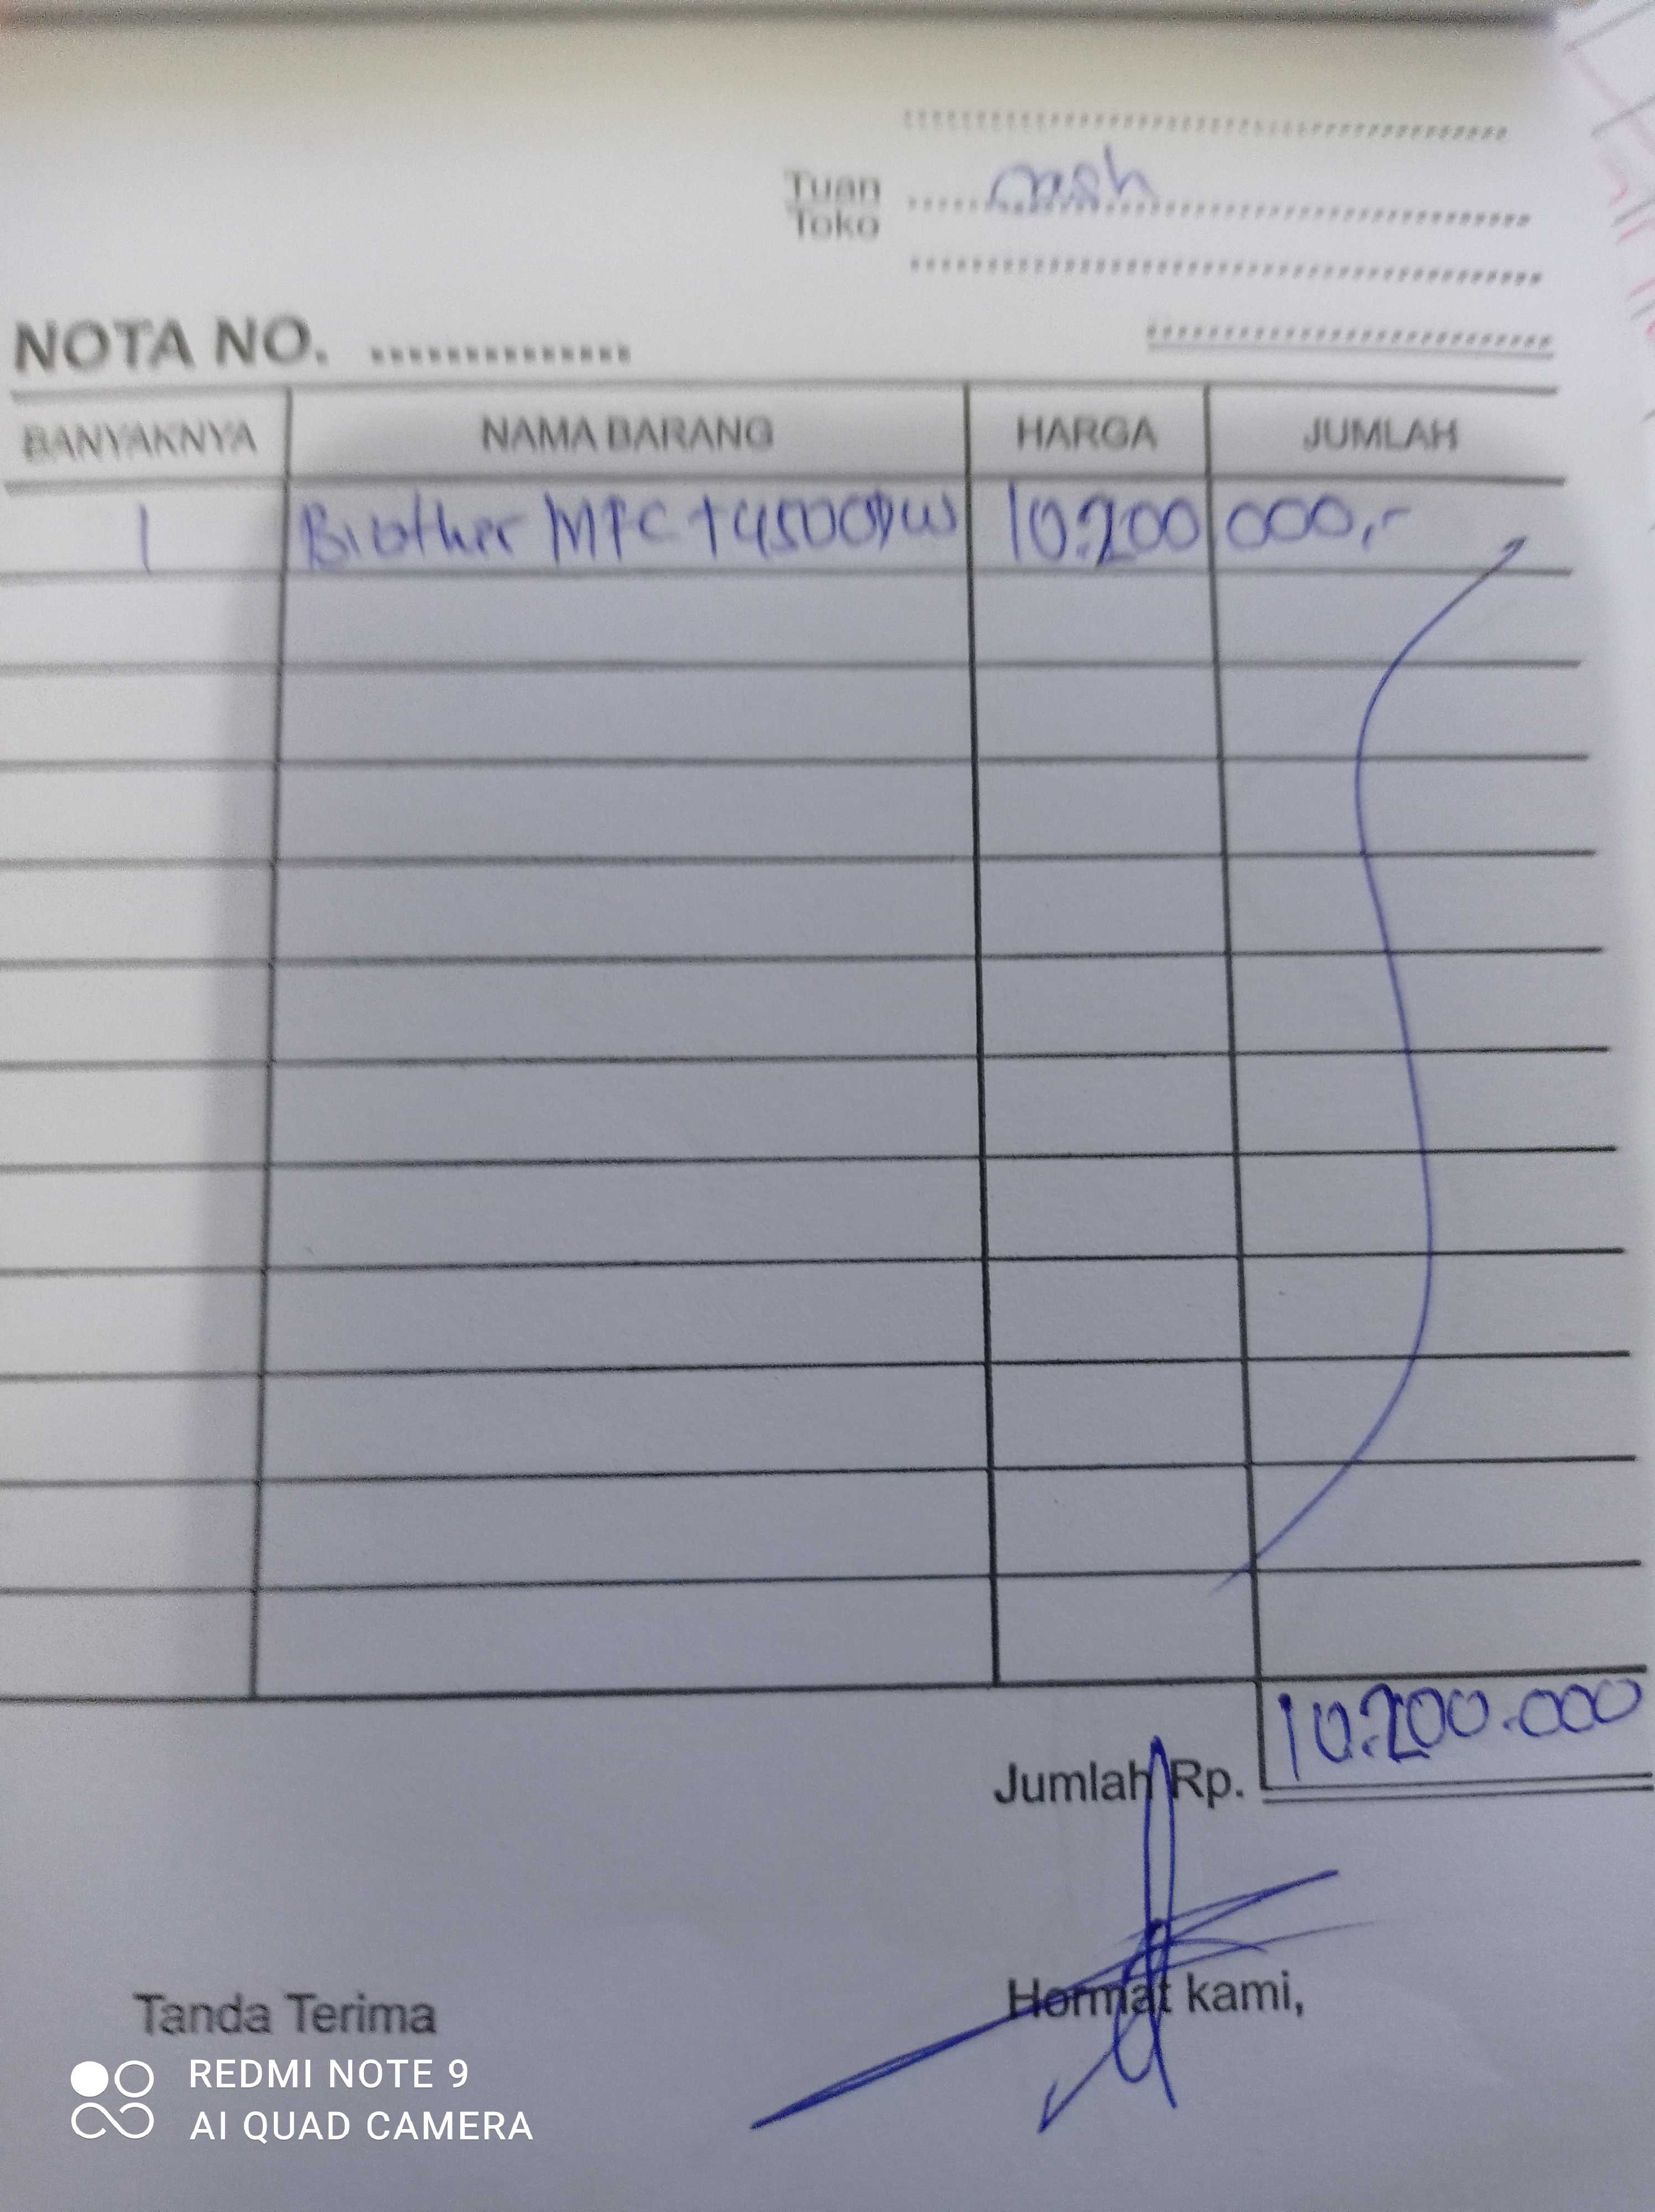 Tuan cash
Toko
NOTA NO. ..............
BANYAKNYA NAMA BARANG HARGA JUMLAH
1 Brother MFC T4500DW 10.200.000,-
Jumlah Rp. 10.200.000
Tanda Terima Hormat kami,
REDMI NOTE 9
AI QUAD CAMERA